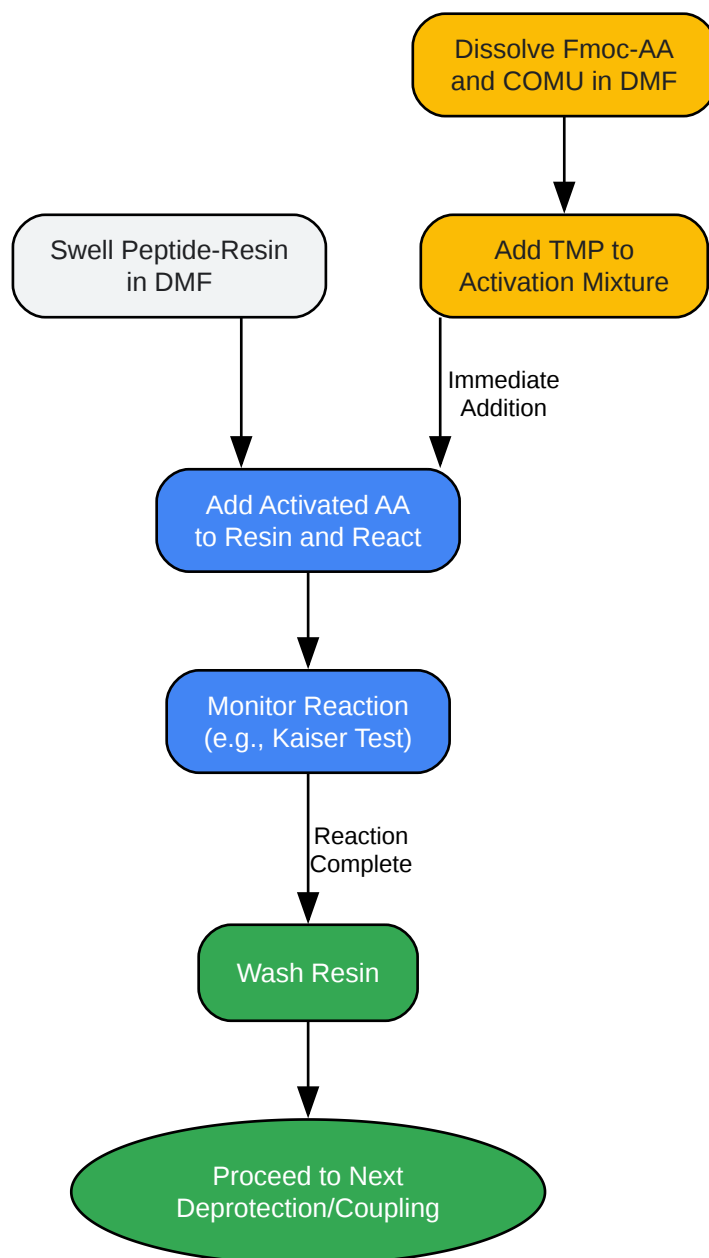 Dissolve Fmoc-AA
and COMU in DMF
Swell Peptide-Resin
in DMF
Add TMP to
Activation Mixture
Immediate
Addition
Add Activated AA
to Resin and React
Monitor Reaction
(e.g., Kaiser Test)
Reaction
Complete
Wash Resin
Proceed to Next
Deprotection/Coupling